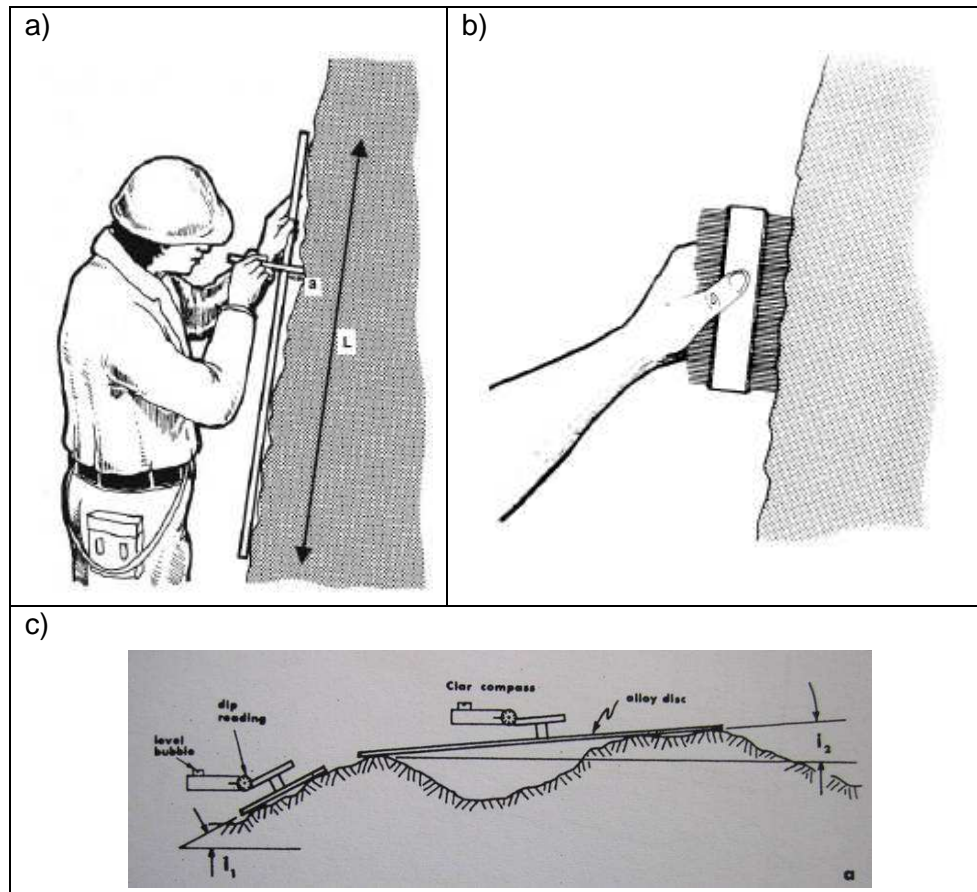 a)
a
L
b)
c)
Clar compass
alloy disc
dip
reading
level
bubble
i₂
i₁
a